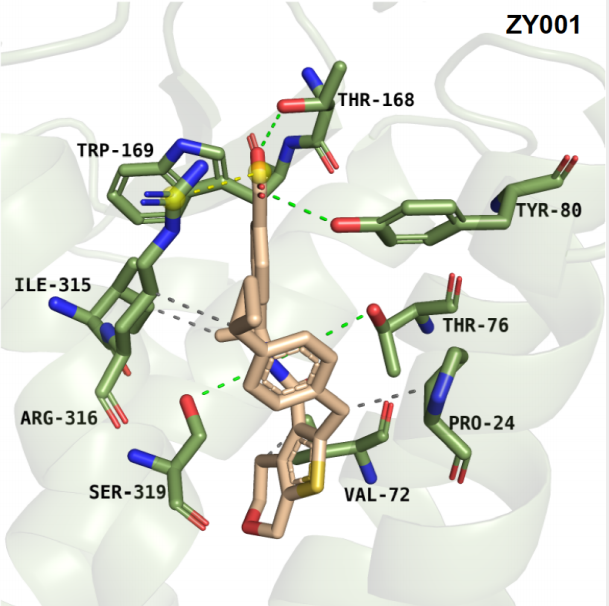 ZY001
THR-168
TRP-169
TYR-80
ILE-315
THR-76
ARG-316
PRO-24
SER-319
VAL-72